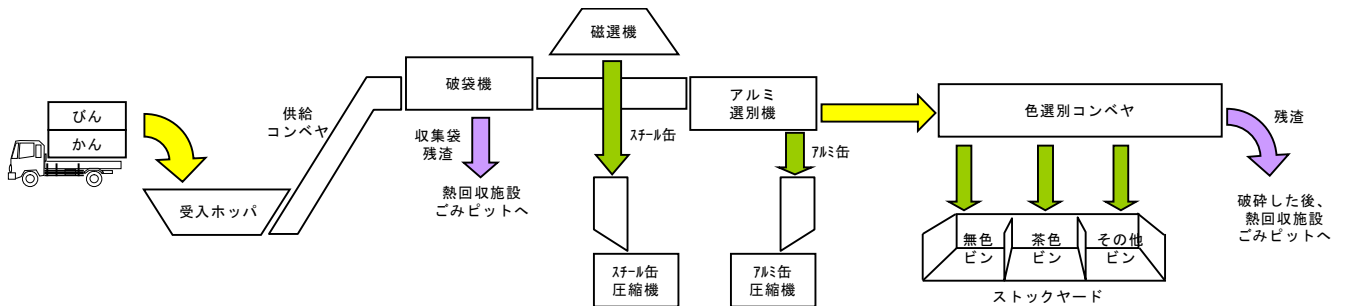 びん
かん
受入ホッパ
供給
コンベヤ
破袋機
収集袋
残渣
熱回収施設
ごみピットへ
磁選機
スチール缶
スチール缶
圧縮機
アルミ
選別機
アルミ缶
アルミ缶
圧縮機
色選別コンベヤ
無色
ビン
茶色
ビン
その他
ビン
ストックヤード
残渣
破砕した後、
熱回収施設
ごみピットへ